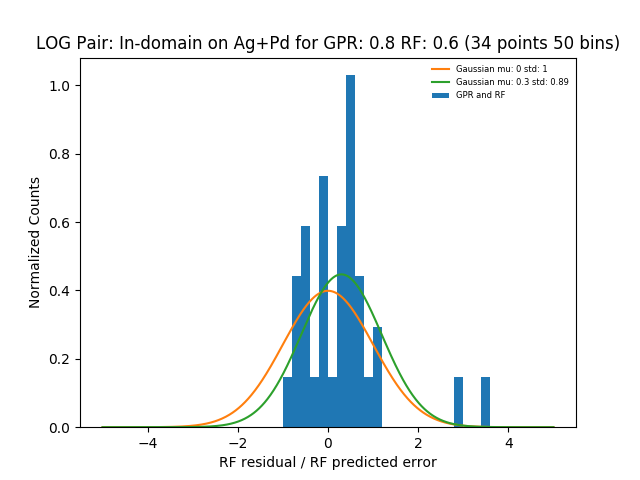 LOG Pair: In-domain on Ag+Pd for GPR: 0.8 RF: 0.6 (34 points 50 bins)
Gaussian mu: 0 std: 1
Gaussian mu: 0.3 std: 0.89
GPR and RF
Normalized Counts
1.0
0.8
0.6
0.4
0.2
0.0
−4 −2 0 2 4
RF residual / RF predicted error